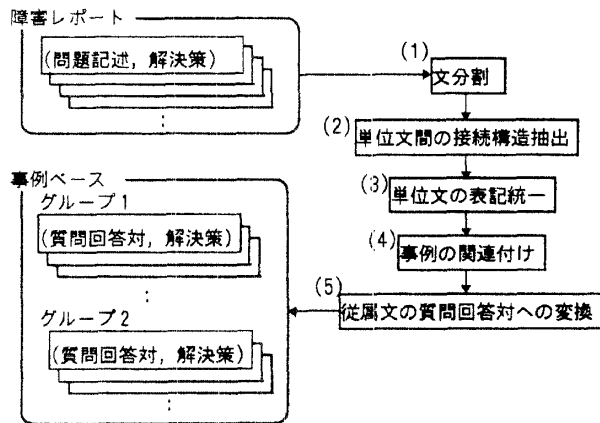 障害レポート
(問題記述, 解決策)
⋮
(1)
文分割
(2)
単位文間の接続構造抽出
(3)
単位文の表記統一
(4)
事例の関連付け
(5)
従属文の質問回答対への変換
事例ベース
グループ1
(質問回答対, 解決策)
⋮
グループ2
(質問回答対, 解決策)
⋮